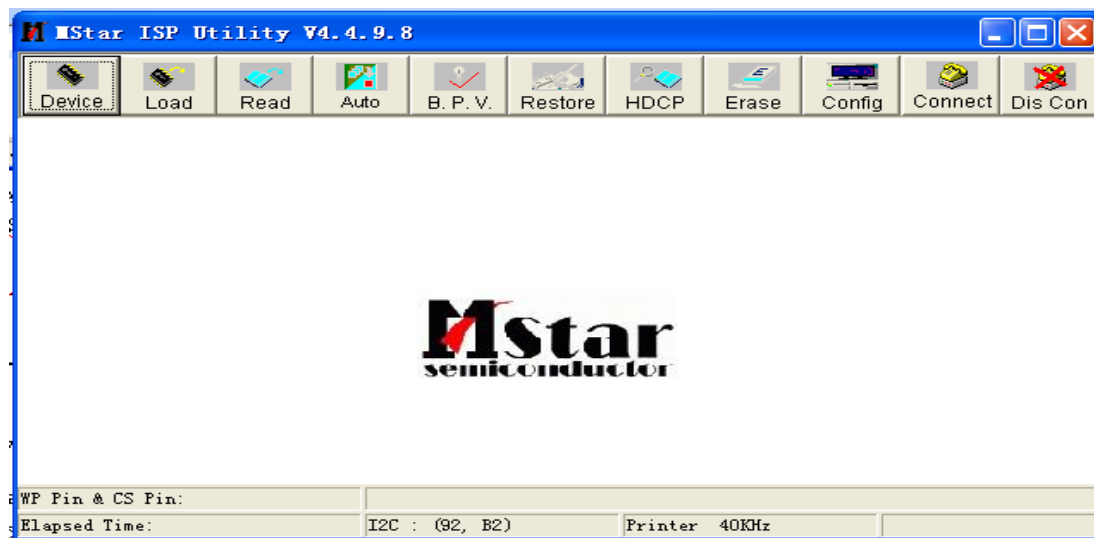 MStar ISP Utility V4.4.9.8
Device Load Read Auto B. P. V. Restore HDCP Erase Config Connect Dis Con
MStar
semiconductor
WP Pin & CS Pin:
Elapsed Time: I2C : (92, B2) Printer 40KHz